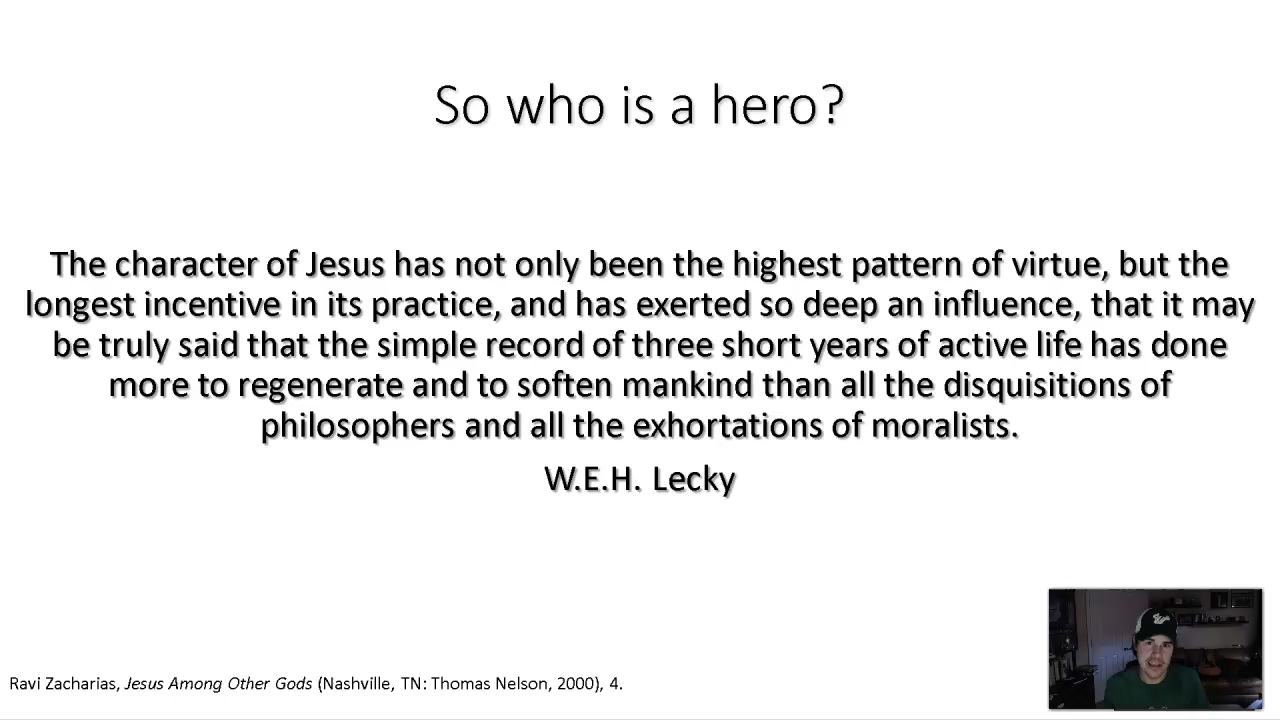 So who is a hero?
The character of Jesus has not only been the highest pattern of virtue, but the
longest incentive in its practice, and has exerted so deep an influence, that it may
be truly said that the simple record of three short years of active life has done
more to regenerate and to soften mankind than all the disquisitions of
philosophers and all the exhortations of moralists.
W.E.H. Lecky
Ravi Zacharias, Jesus Among Other Gods (Nashville, TN: Thomas Nelson, 2000), 4.